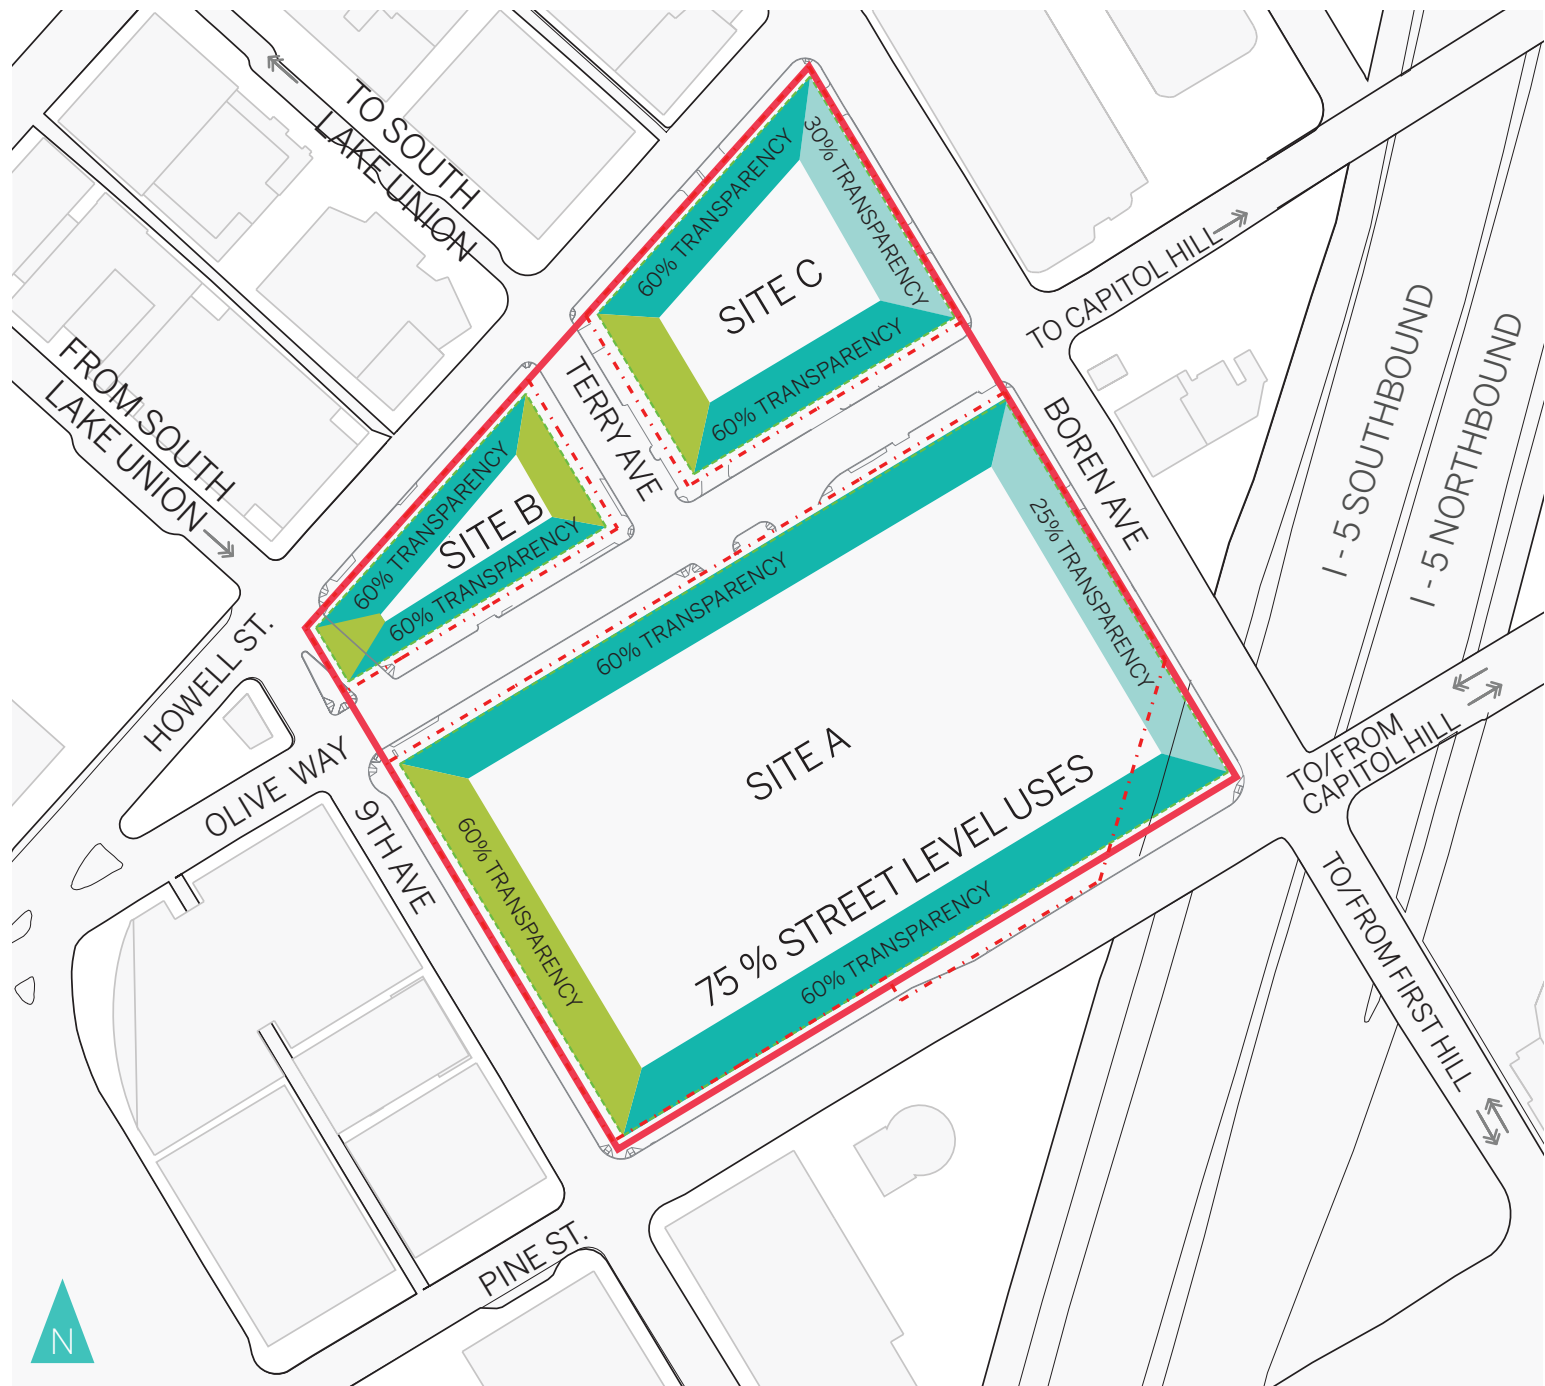 TO SOUTH
LAKE UNION
FROM SOUTH
LAKE UNION
60% TRANSPARENCY
30% TRANSPARENCY
SITE C
60% TRANSPARENCY
TO CAPITOL HILL
I - 5 SOUTHBOUND
I - 5 NORTHBOUND
TERRY AVE
BOREN AVE
60% TRANSPARENCY
SITE B
60% TRANSPARENCY
HOWELL ST.
OLIVE WAY
9TH AVE
60% TRANSPARENCY
25% TRANSPARENCY
SITE A
75 % STREET LEVEL USES
60% TRANSPARENCY
60% TRANSPARENCY
TO/FROM
CAPITOL HILL
TO/FROM FIRST HILL
PINE ST.
N